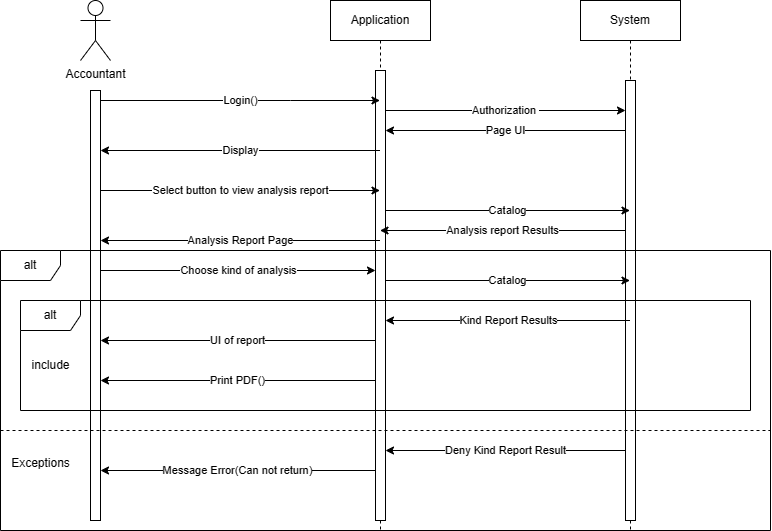 Application
System
Accountant
Login()
Authorization
Page UI
Display
Select button to view analysis report
Catalog
Analysis report Results
Analysis Report Page
alt
Choose kind of analysis
Catalog
alt
Kind Report Results
UI of report
include
Print PDF()
Deny Kind Report Result
Exceptions
Message Error(Can not return)